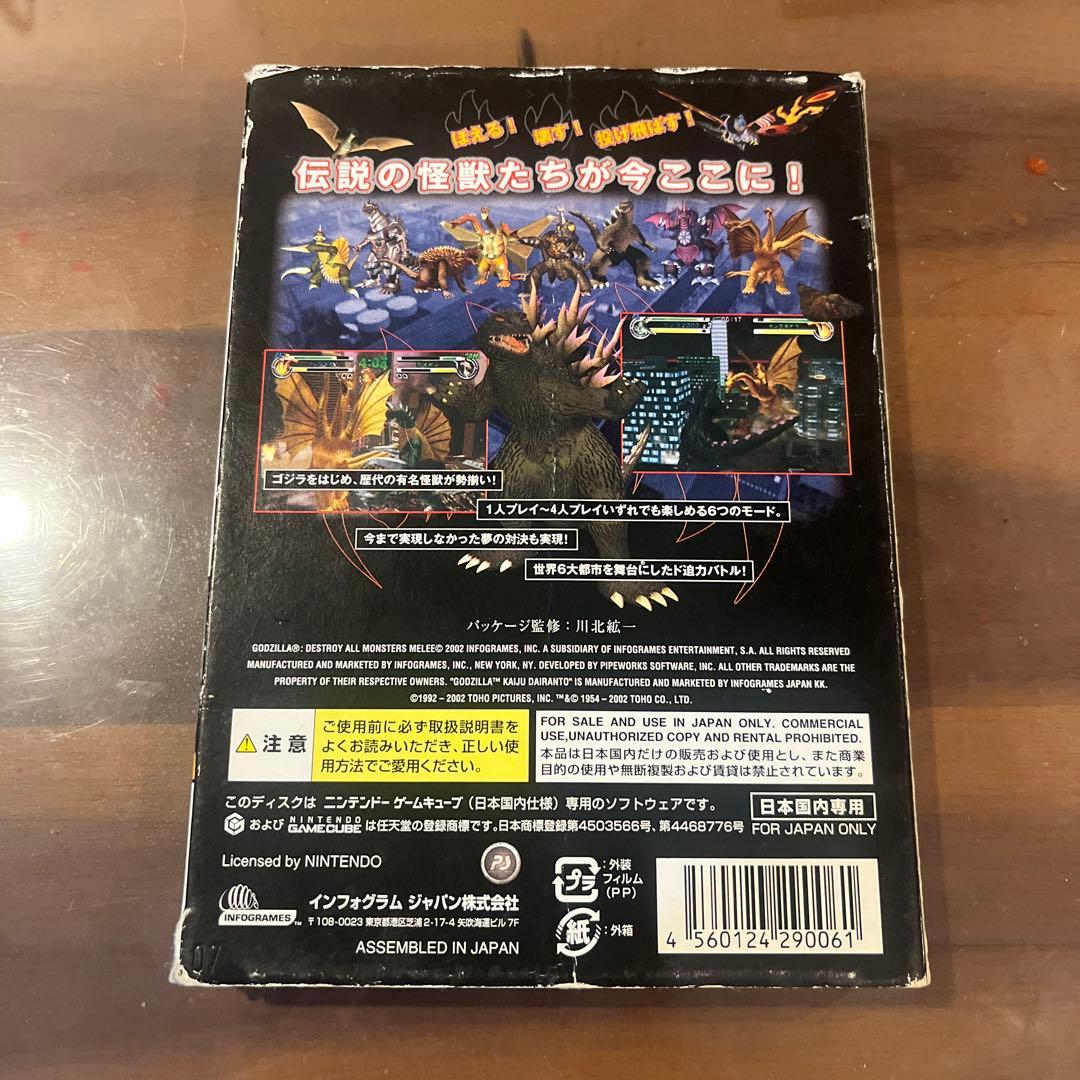 ほえる! 壊す! 投げ飛ばす!
伝説の怪獣たちが今ここに!
00:17
4:04
ゴジラをはじめ、歴代の有名怪獣が勢揃い!
1人プレイ〜4人プレイいずれでも楽しめる6つのモード。
今まで実現しなかった夢の対決も実現!
世界6大都市を舞台にしたド迫力バトル!
パッケージ監修:川北紘一
GODZILLA®: DESTROY ALL MONSTERS MELEE© 2002 INFOGRAMES, INC. A SUBSIDIARY OF INFOGRAMES ENTERTAINMENT, S.A. ALL RIGHTS RESERVED
MANUFACTURED AND MARKETED BY INFOGRAMES, INC., NEW YORK, NY. DEVELOPED BY PIPEWORKS SOFTWARE, INC. ALL OTHER TRADEMARKS ARE THE
PROPERTY OF THEIR RESPECTIVE OWNERS. "GODZILLA™ KAIJU DAIRANTO" IS MANUFACTURED AND MARKETED BY INFOGRAMES JAPAN KK.
©1992 - 2002 TOHO PICTURES, INC. ™&© 1954 - 2002 TOHO CO., LTD.
注意
ご使用前に必ず取扱説明書を
よくお読みいただき、正しい使
用方法でご愛用ください。
FOR SALE AND USE IN JAPAN ONLY. COMMERCIAL
USE,UNAUTHORIZED COPY AND RENTAL PROHIBITED.
本品は日本国内だけの販売および使用とし、また商業
目的の使用や無断複製および賃貸は禁止されています。
このディスクは ニンテンドー ゲームキューブ(日本国内仕様)専用のソフトウェアです。
および NINTENDO GAMECUBE は任天堂の登録商標です。日本商標登録第4503566号、第4468776号
日本国内専用
FOR JAPAN ONLY
Licensed by NINTENDO
PS
INFOGRAMES™
インフォグラム ジャパン株式会社
〒108-0023 東京都港区芝浦2-17-4 矢吹海運ビル 7F
ASSEMBLED IN JAPAN
プラ
:外装
フィルム
(PP)
紙
:外箱
4 560124 290061